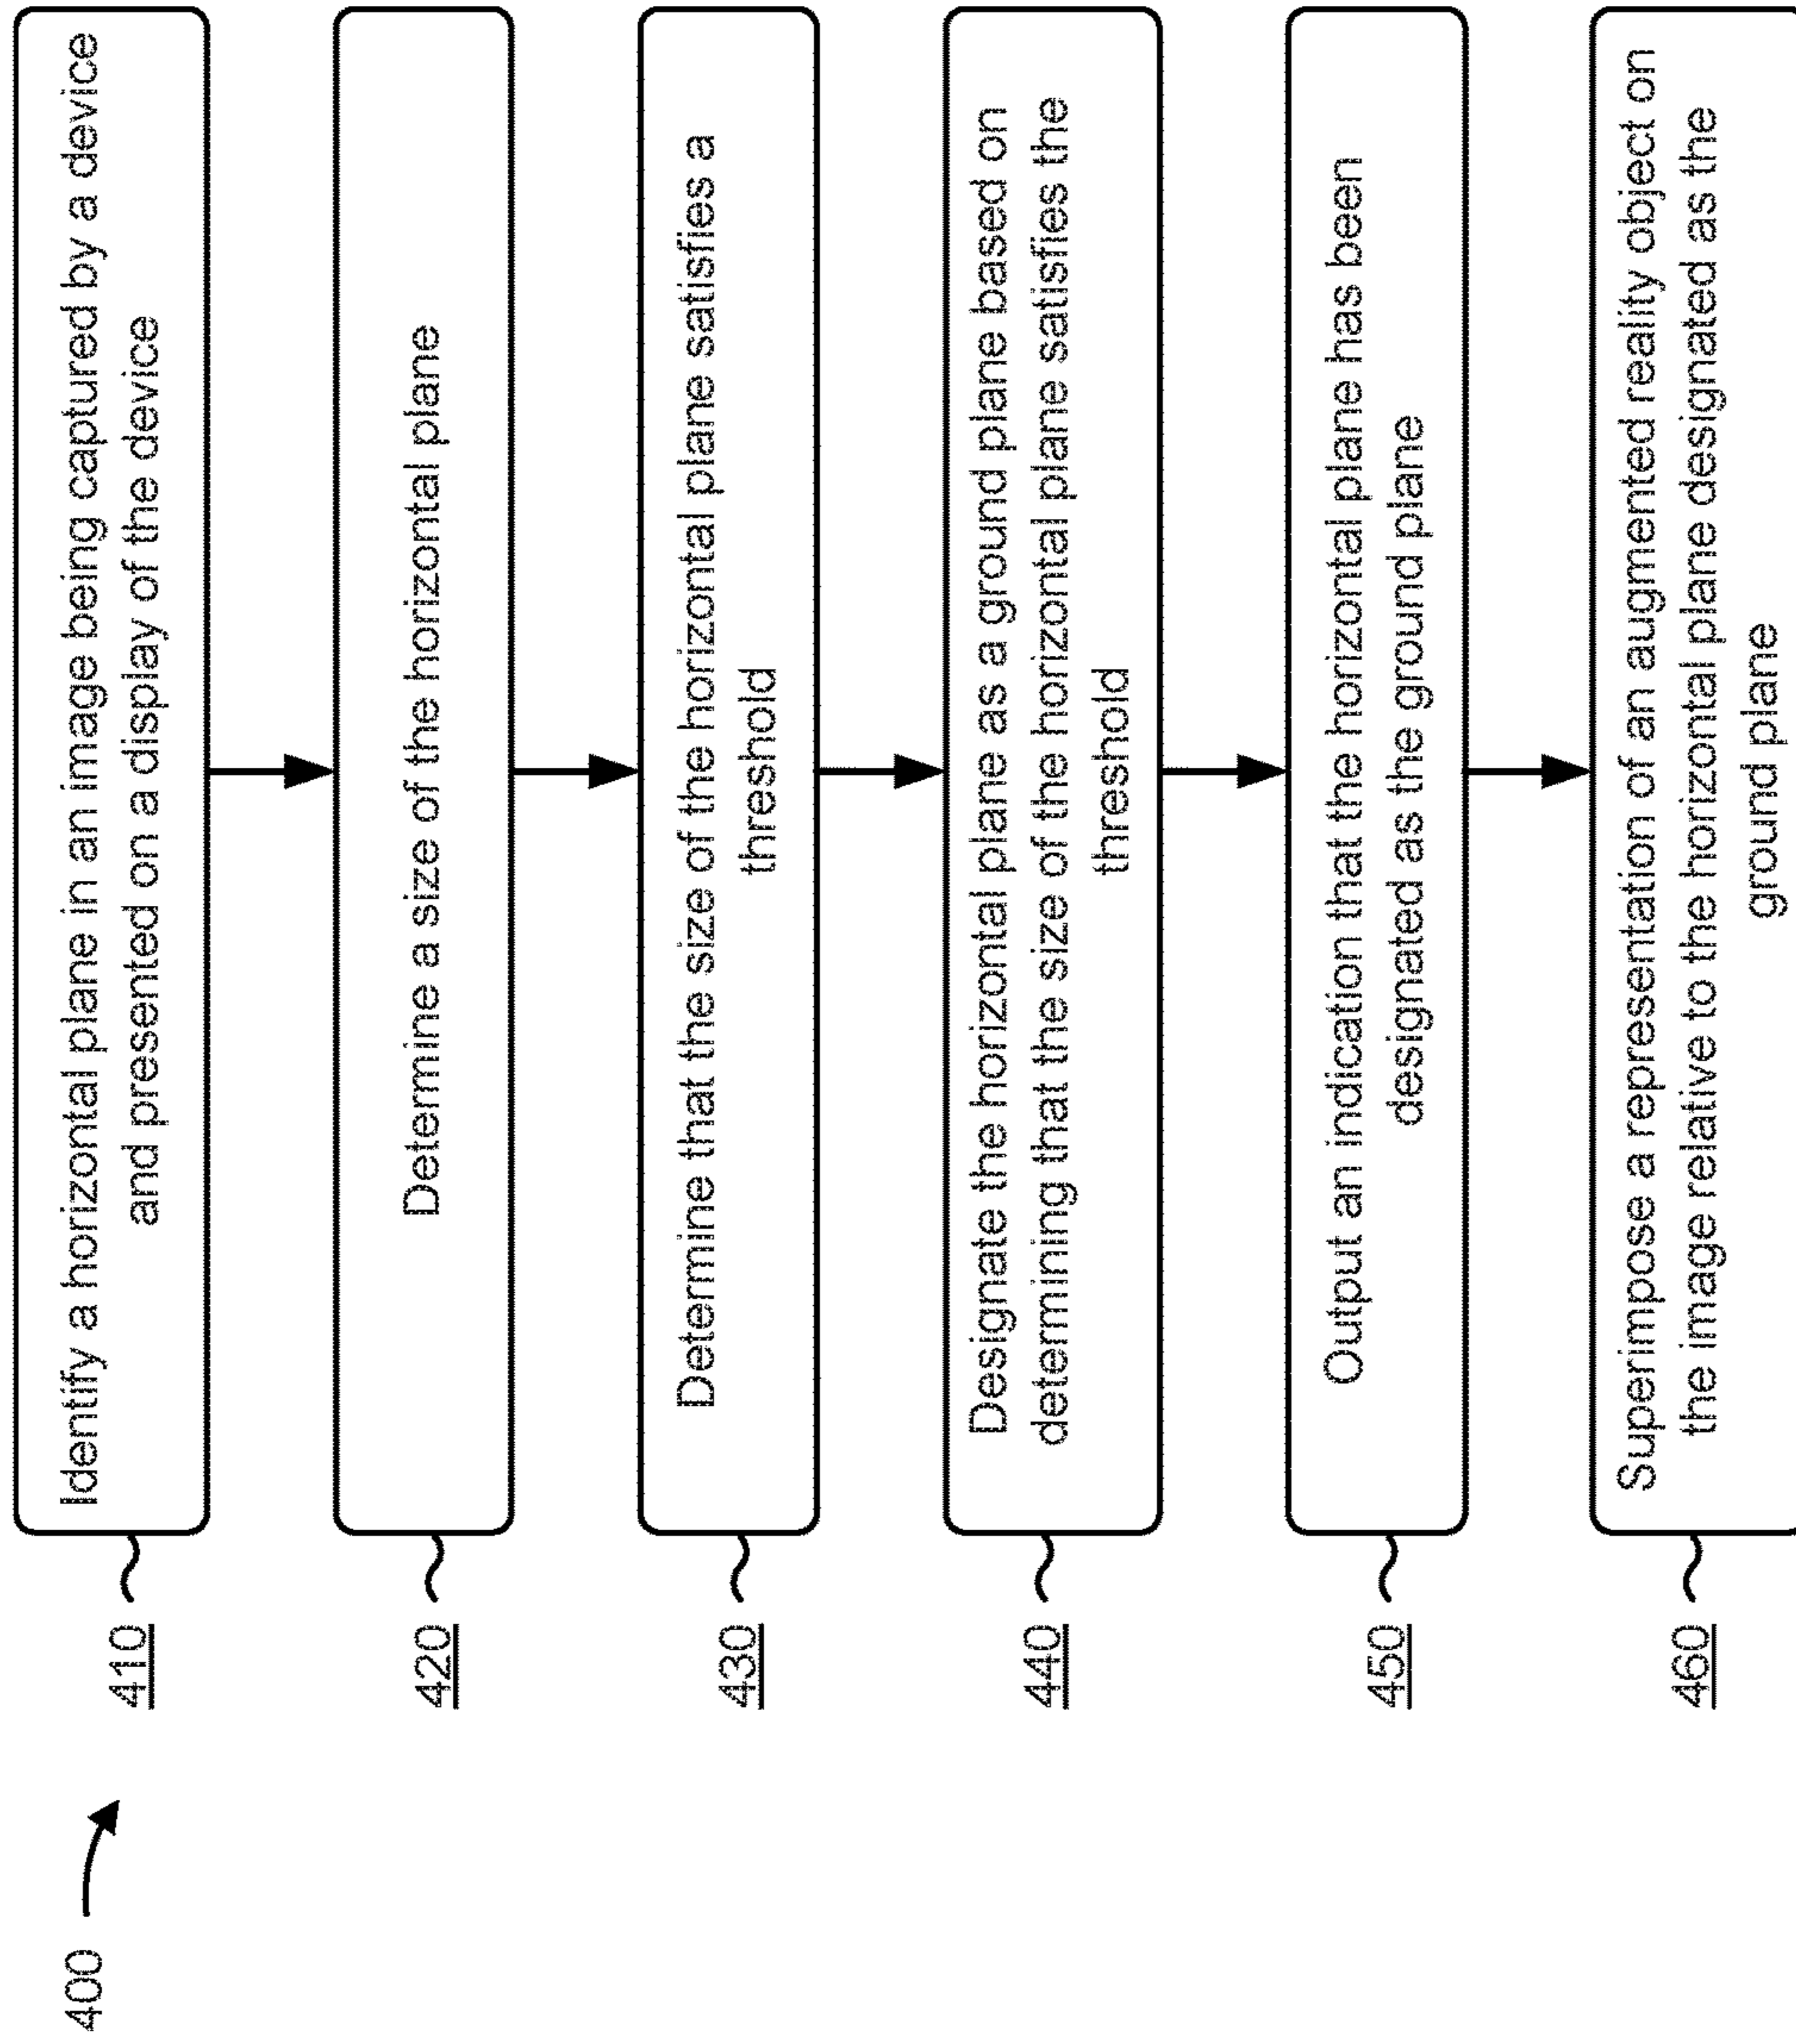 400
410
Identify a horizontal plane in an image being captured by a device
and presented on a display of the device
420
Determine a size of the horizontal plane
430
Determine that the size of the horizontal plane satisfies a
threshold
440
Designate the horizontal plane as a ground plane based on
determining that the size of the horizontal plane satisfies the
threshold
450
Output an indication that the horizontal plane has been
designated as the ground plane
460
Superimpose a representation of an augmented reality object on
the image relative to the horizontal plane designated as the
ground plane